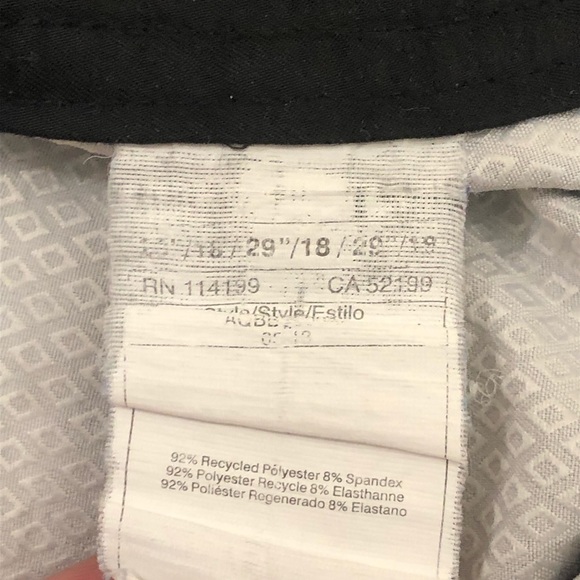 29"/18 / 29"/18
RN 114199 CA 52199
Style/Style/Estilo
92% Recycled Polyester 8% Spandex
92% Polyester Recycle 8% Elasthanne
92% Poliéster Regenerado 8% Elastano